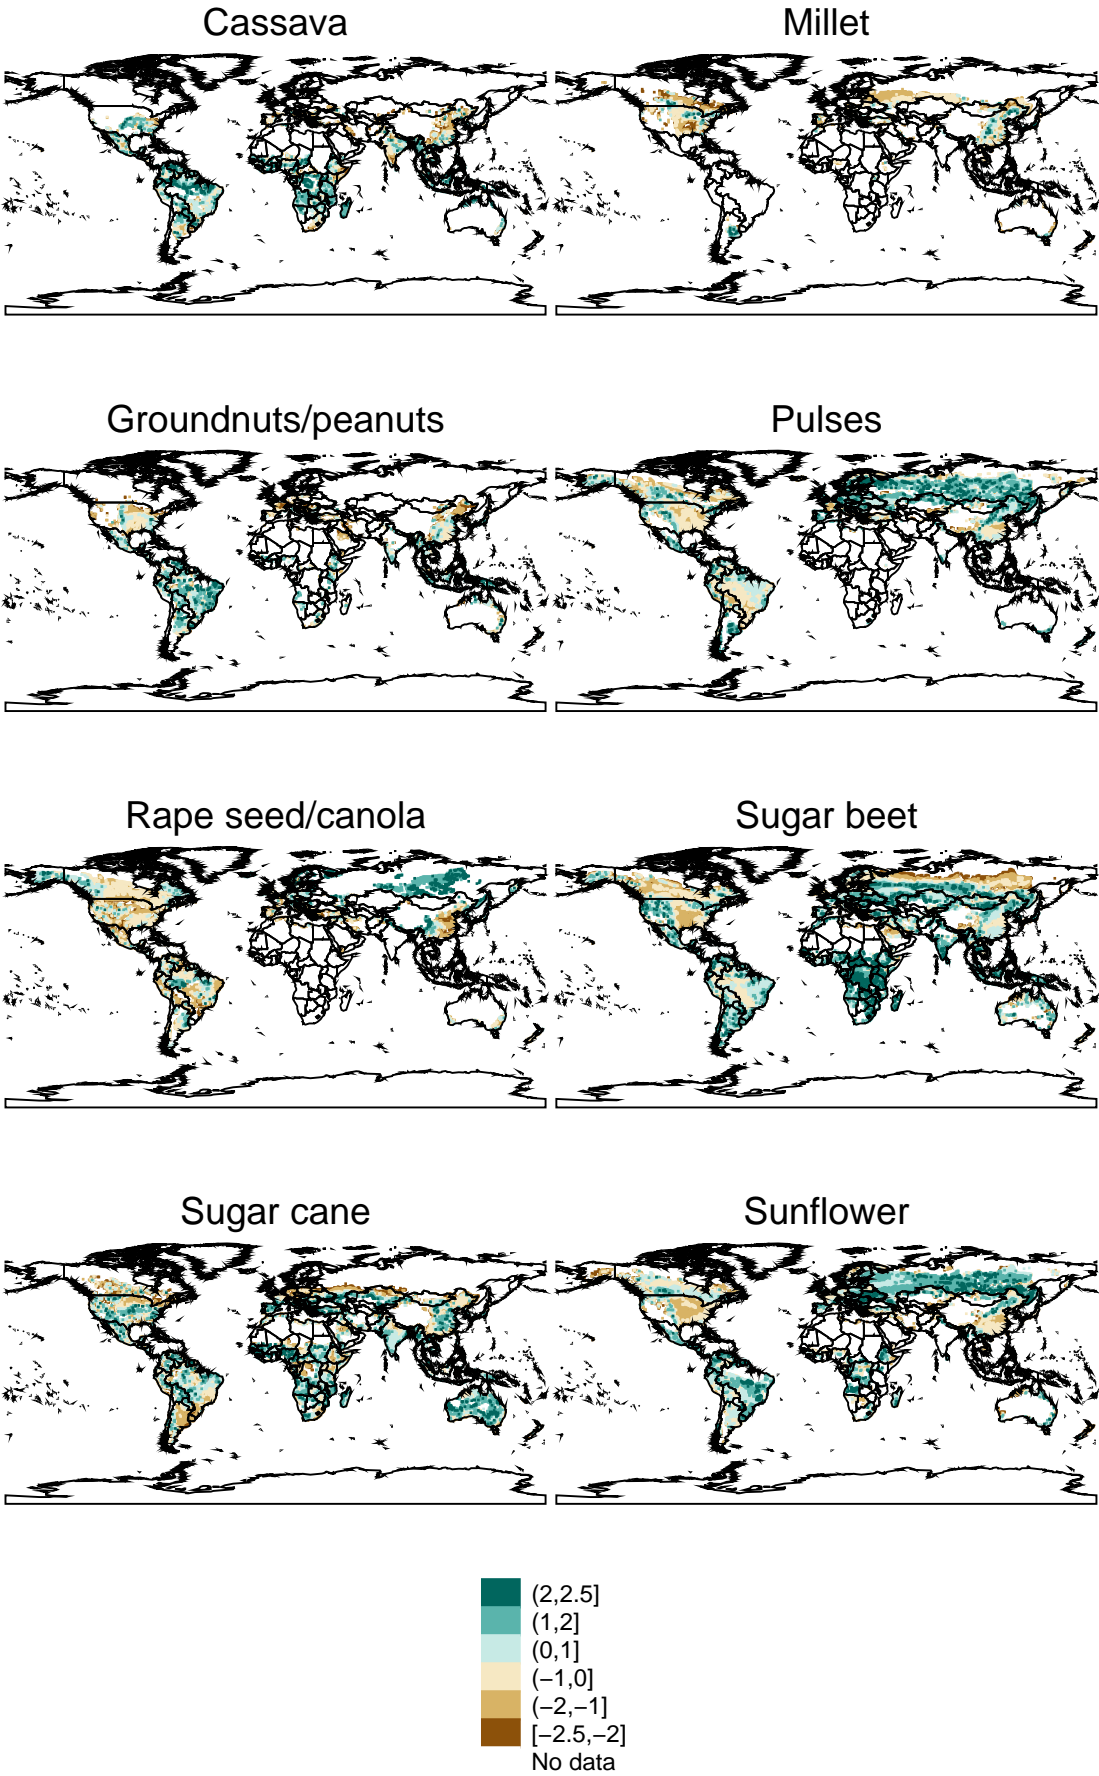 Cassava
Millet
Groundnuts/peanuts
Pulses
Rape seed/canola
Sugar beet
Sugar cane
Sunflower
(2,2.5]
(1,2]
(0,1]
(−1,0]
(−2,−1]
[−2.5,−2]
No data